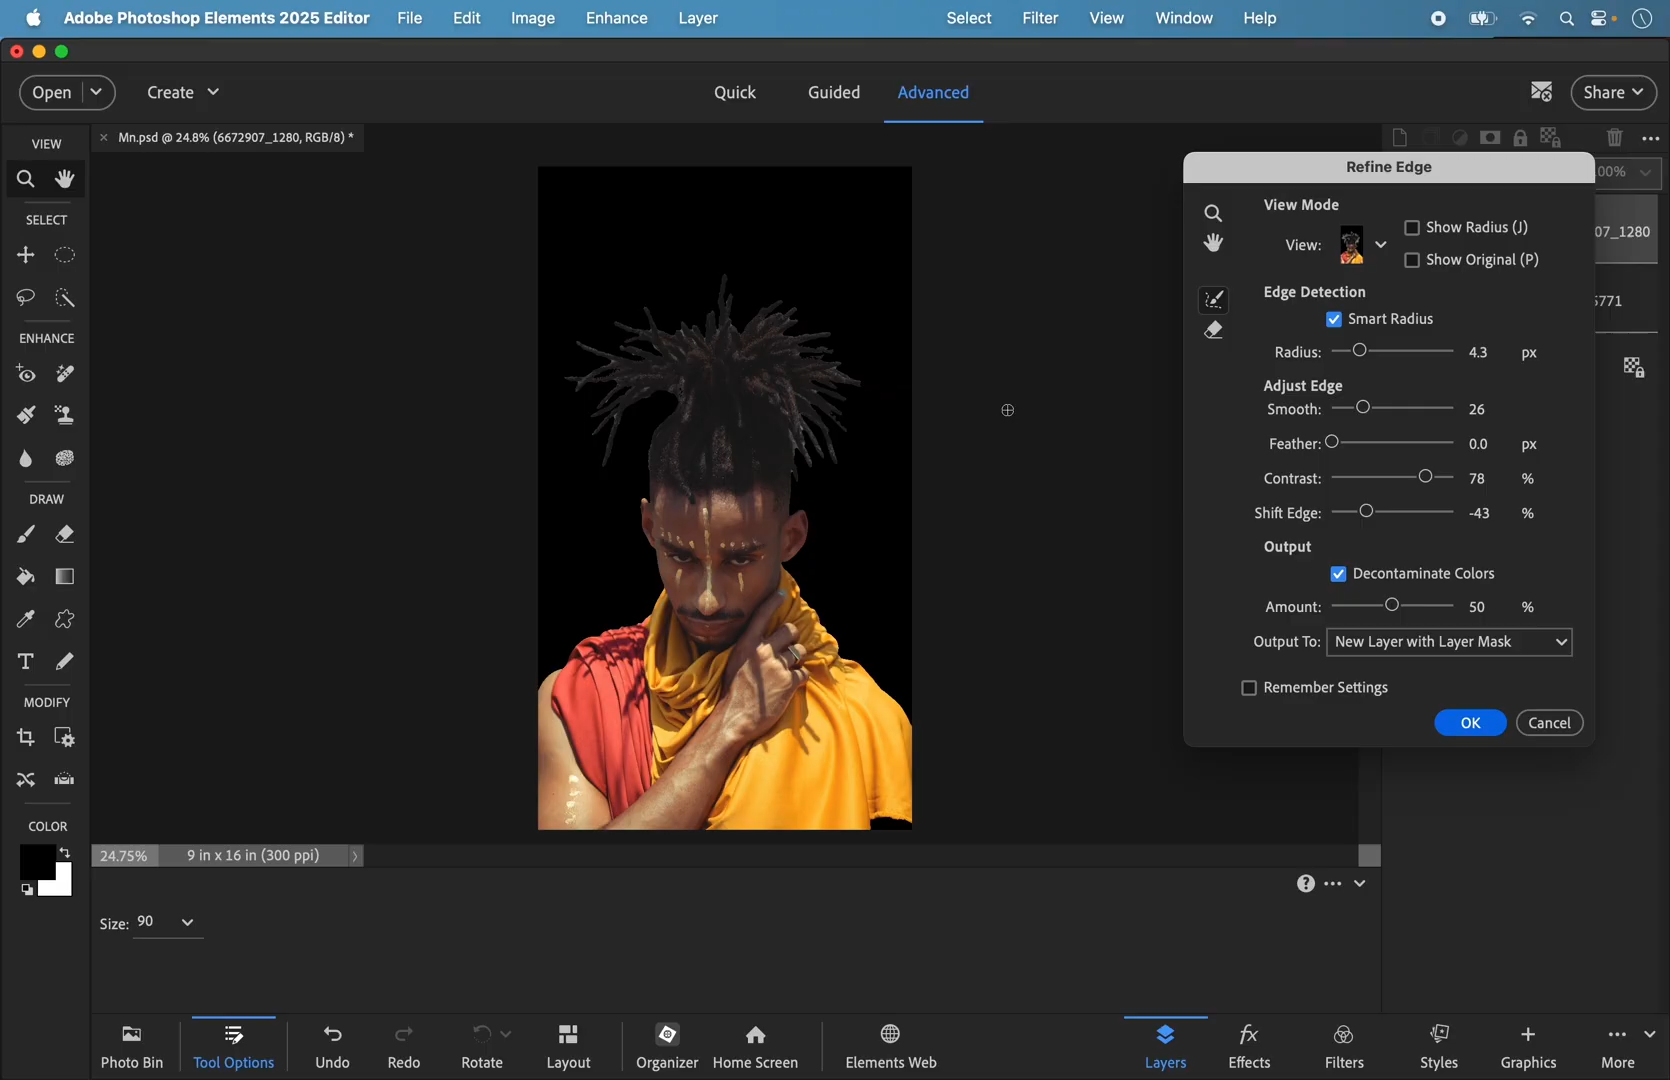 Adobe Photoshop Elements 2025 Editor File Edit Image Enhance Layer Select Filter View Window Help
Open Create Quick Guided Advanced Share
VIEW
× Mn.psd @ 24.8% (6672907_1280, RGB/8) *
SELECT
ENHANCE
DRAW
T
MODIFY
COLOR
Refine Edge
View Mode
View:
Show Radius (J)
Show Original (P)
Edge Detection
Smart Radius
Radius: 4.3 px
Adjust Edge
Smooth: 26
Feather: 0.0 px
Contrast: 78 %
Shift Edge: -43 %
Output
Decontaminate Colors
Amount: 50 %
Output To: New Layer with Layer Mask
Remember Settings
OK Cancel
00%
07_1280
5771
24.75% 9 in x 16 in (300 ppi)
Size: 90
Photo Bin Tool Options Undo Redo Rotate Layout Organizer Home Screen Elements Web Layers Effects Filters Styles Graphics More